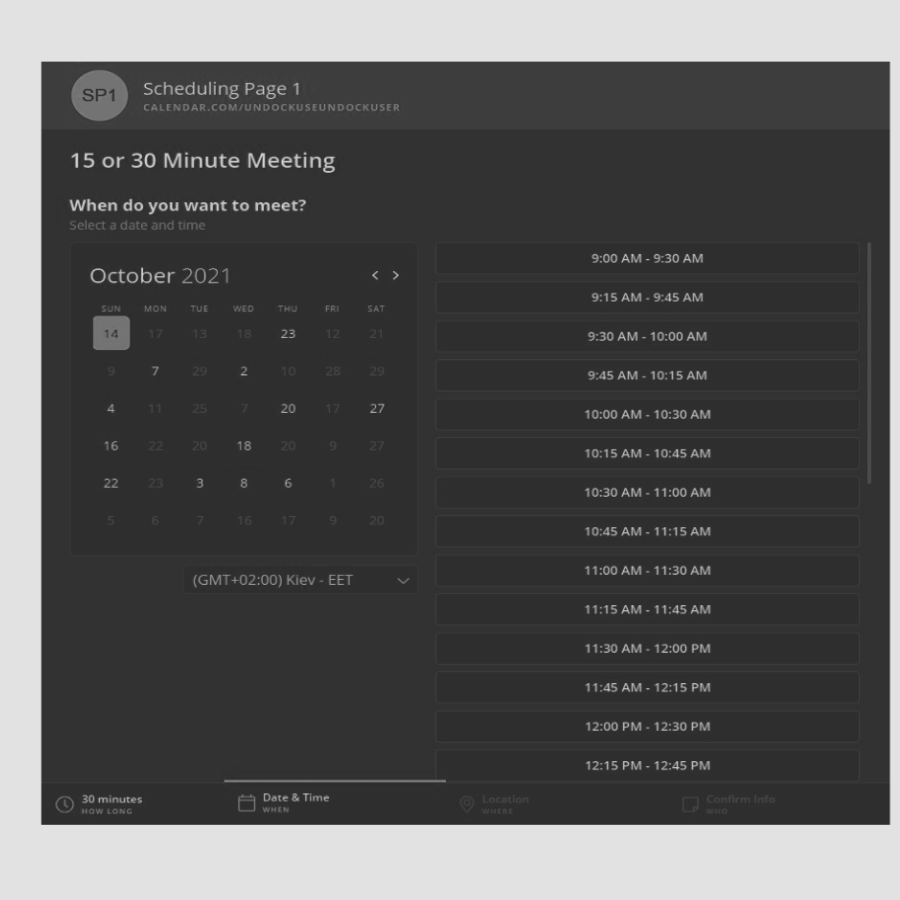 SP1
Scheduling Page 1
CALENDAR.COM/UNDOCKUSEUNDOCKUSER
15 or 30 Minute Meeting
When do you want to meet?
Select a date and time
October 2021
< >
SUN MON TUE WED THU FRI SAT
14 17 13 18 23 12 21
9 7 29 2 10 28 29
4 11 25 7 20 17 27
16 22 20 18 20 9 27
22 23 3 8 6 1 26
5 6 7 16 17 9 20
(GMT+02:00) Kiev - EET
9:00 AM - 9:30 AM
9:15 AM - 9:45 AM
9:30 AM - 10:00 AM
9:45 AM - 10:15 AM
10:00 AM - 10:30 AM
10:15 AM - 10:45 AM
10:30 AM - 11:00 AM
10:45 AM - 11:15 AM
11:00 AM - 11:30 AM
11:15 AM - 11:45 AM
11:30 AM - 12:00 PM
11:45 AM - 12:15 PM
12:00 PM - 12:30 PM
12:15 PM - 12:45 PM
30 minutes
HOW LONG
Date & Time
WHEN
Location
WHERE
Confirm Info
WHO